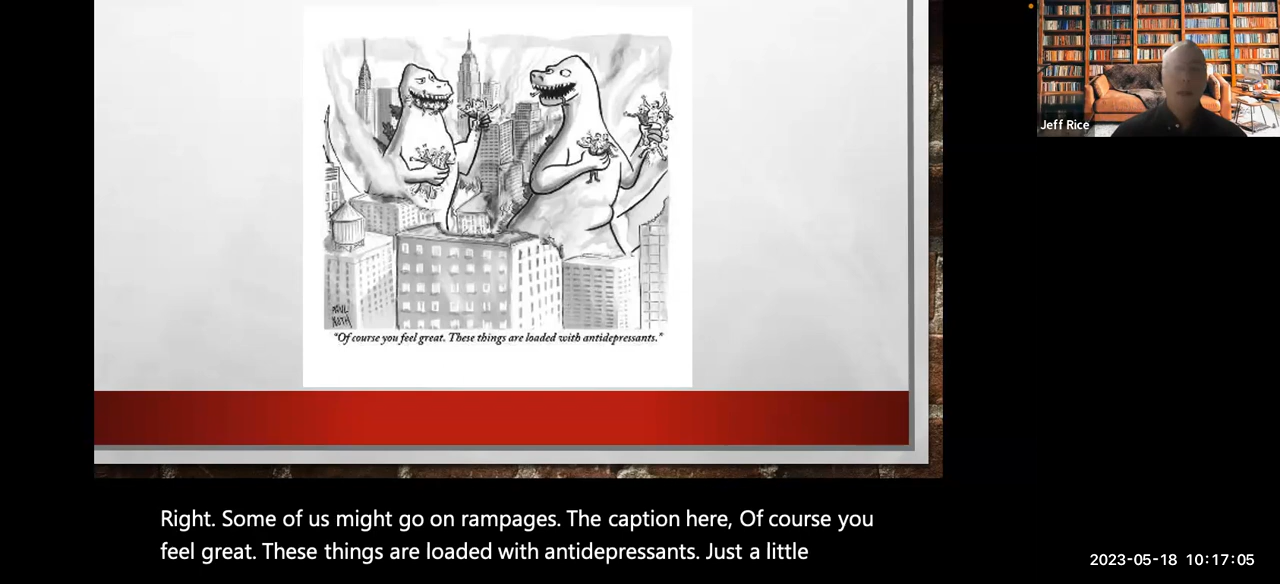 Jeff Rice
PAUL
NOTH
"Of course you feel great. These things are loaded with antidepressants."
Right. Some of us might go on rampages. The caption here, Of course you
feel great. These things are loaded with antidepressants. Just a little
2023-05-18 10:17:05